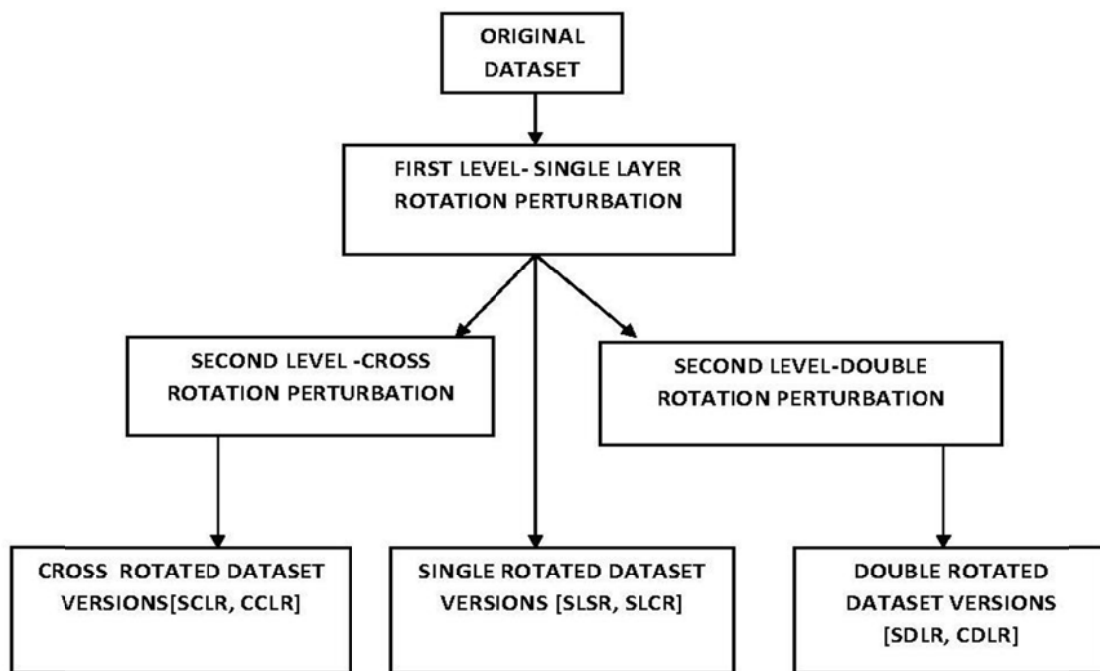 ORIGINAL
DATASET
FIRST LEVEL- SINGLE LAYER
ROTATION PERTURBATION
SECOND LEVEL -CROSS
ROTATION PERTURBATION
SECOND LEVEL-DOUBLE
ROTATION PERTURBATION
CROSS ROTATED DATASET
VERSIONS[SCLR, CCLR]
SINGLE ROTATED DATASET
VERSIONS [SLSR, SLCR]
DOUBLE ROTATED
DATASET VERSIONS
[SDLR, CDLR]